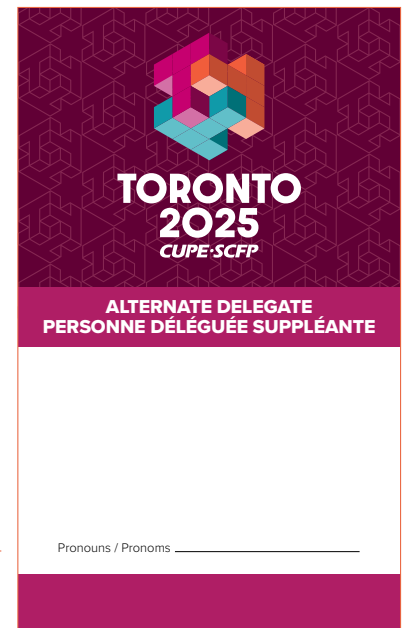 TORONTO
2025
CUPE·SCFP
ALTERNATE DELEGATE
PERSONNE DÉLÉGUÉE SUPPLÉANTE
Pronouns / Pronoms